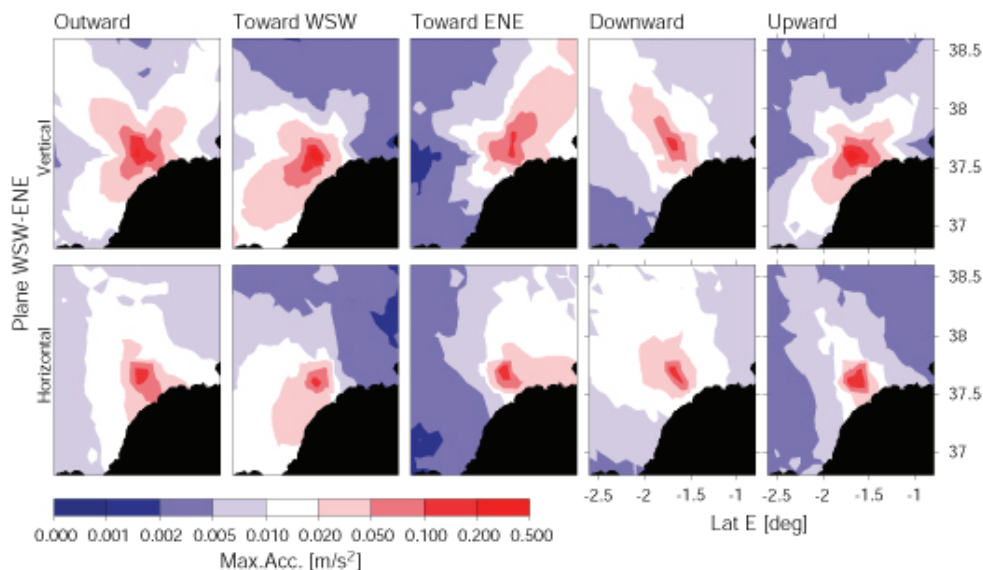 Outward Toward WSW Toward ENE Downward Upward
Plane WSW-ENE
Vertical
38.5
38
37.5
37
Horizontal
38.5
38
37.5
37
-2.5 -2 -1.5 -1 -2.5 -2 -1.5 -1
Lat E [deg]
0.000 0.001 0.002 0.005 0.010 0.020 0.050 0.100 0.200 0.500
Max.Acc. [m/s²]